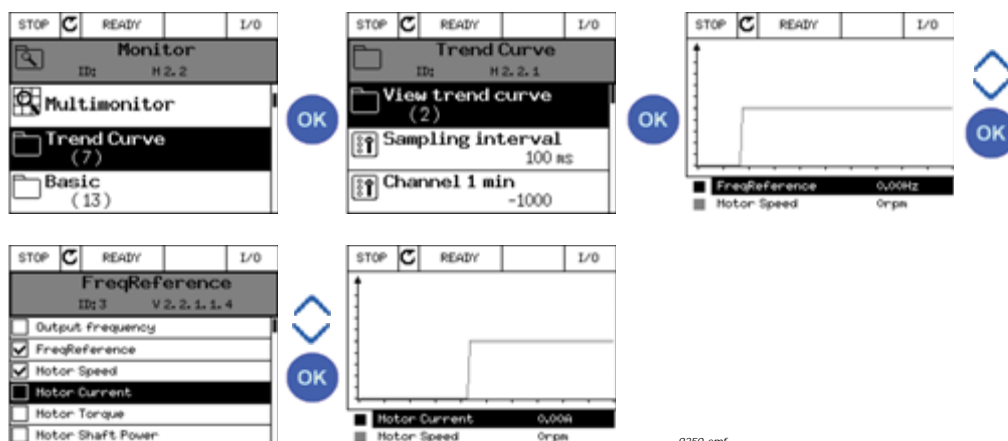 STOP READY I/O
Monitor
ID: M2.2
Multimonitor
Trend Curve
(7)
Basic
(13)
OK
STOP READY I/O
Trend Curve
ID: M2.2.1
View trend curve
(2)
Sampling interval
100 ms
Channel 1 min
-1000
OK
STOP READY I/O
FreqReference 0,00Hz
Motor Speed 0rpm
OK
STOP READY I/O
FreqReference
ID:3 V2.2.1.1.4
Output frequency
FreqReference
Motor Speed
Motor Current
Motor Torque
Motor Shaft Power
OK
STOP READY I/O
Motor Current 0,00A
Motor Speed 0rpm